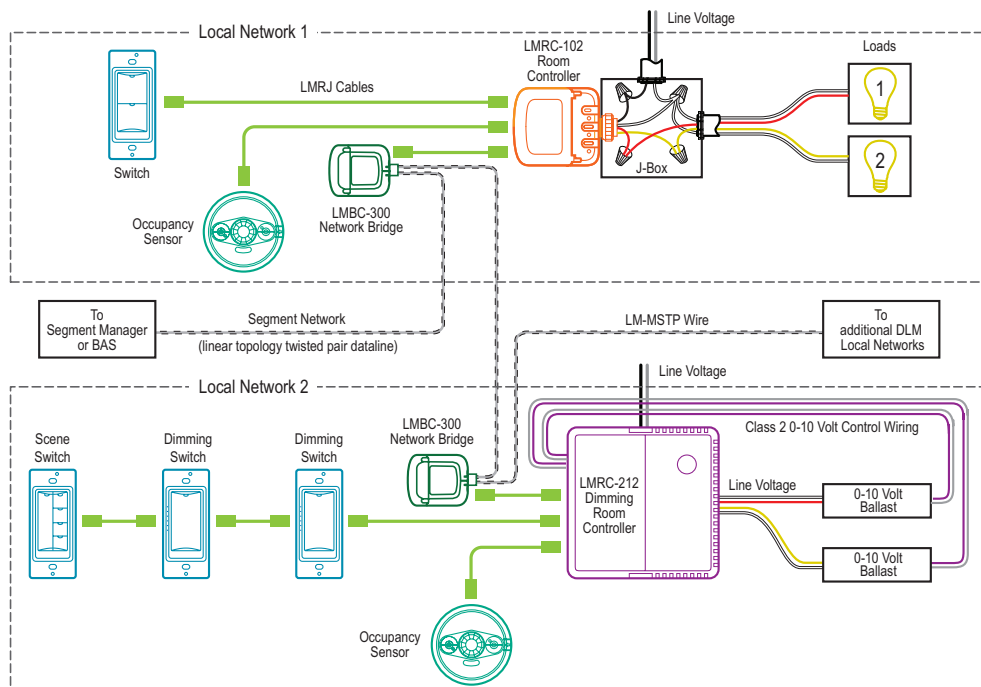 Line Voltage
Local Network 1
LMRC-102
Room
Controller
Loads
LMRJ Cables
1
Switch
J-Box
2
LMBC-300
Network Bridge
Occupancy
Sensor
To
Segment Manager
or BAS
Segment Network
(linear topology twisted pair dataline)
LM-MSTP Wire
To
additional DLM
Local Networks
Line Voltage
Local Network 2
LMBC-300
Network Bridge
Class 2 0-10 Volt Control Wiring
Scene
Switch
Dimming
Switch
Dimming
Switch
LMRC-212
Dimming
Room
Controller
Line Voltage
0-10 Volt
Ballast
0-10 Volt
Ballast
Occupancy
Sensor